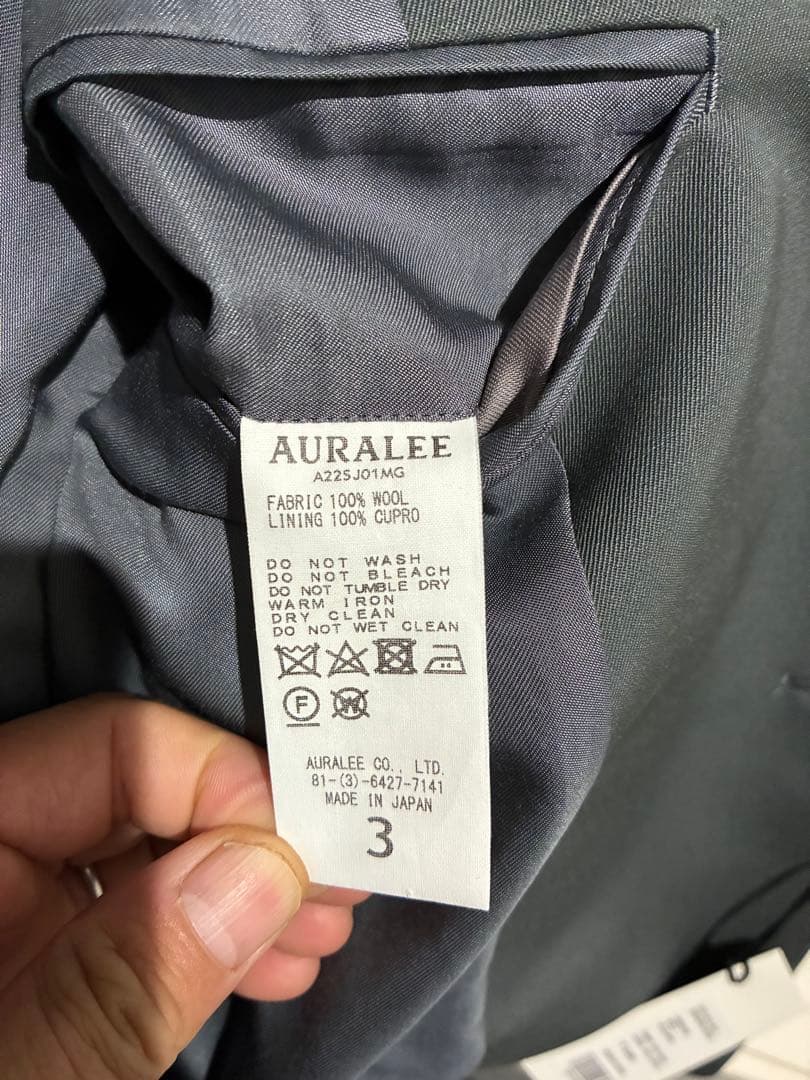 AURALEE
A22SJ01MG
FABRIC 100% WOOL
LINING 100% CUPRO
DO NOT WASH
DO NOT BLEACH
DO NOT TUMBLE DRY
WARM IRON
DRY CLEAN
DO NOT WET CLEAN
F
W
AURALEE CO., LTD.
81-(3)-6427-7141
MADE IN JAPAN
3